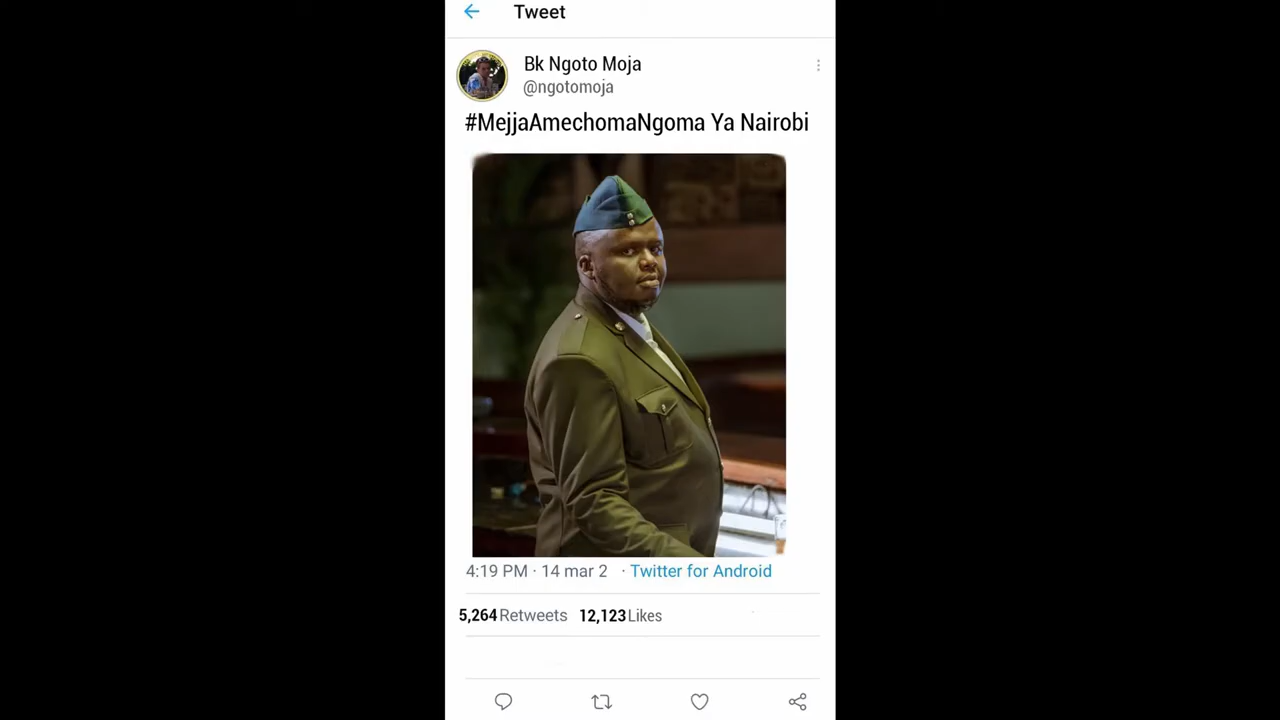 Tweet
Bk Ngoto Moja
@ngotomoja
#MejjaAmechomaNgoma Ya Nairobi
4:19 PM · 14 mar 2 · Twitter for Android
5,264 Retweets 12,123 Likes